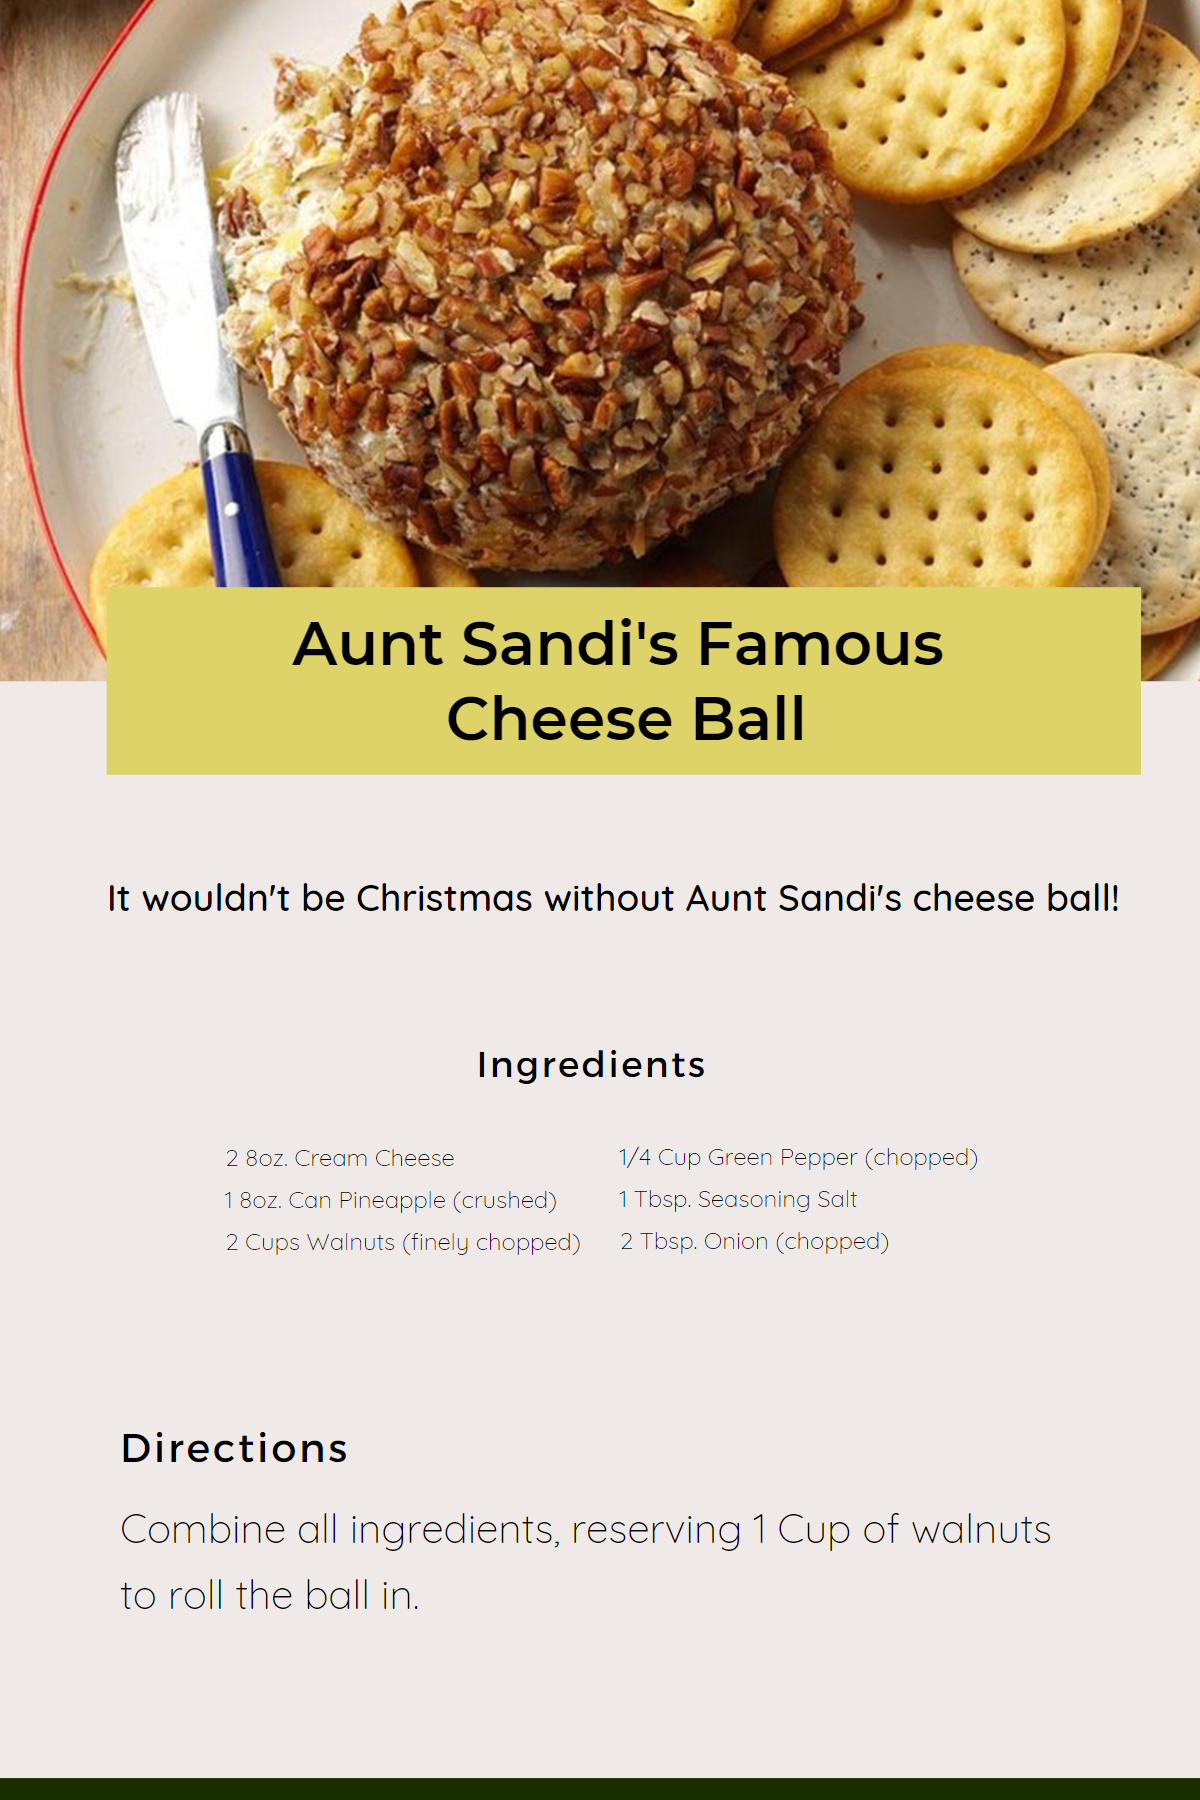 Aunt Sandi's Famous
Cheese Ball
It wouldn't be Christmas without Aunt Sandi's cheese ball!
Ingredients
2 8oz. Cream Cheese
1 8oz. Can Pineapple (crushed)
2 Cups Walnuts (finely chopped)
1/4 Cup Green Pepper (chopped)
1 Tbsp. Seasoning Salt
2 Tbsp. Onion (chopped)
Directions
Combine all ingredients, reserving 1 Cup of walnuts
to roll the ball in.